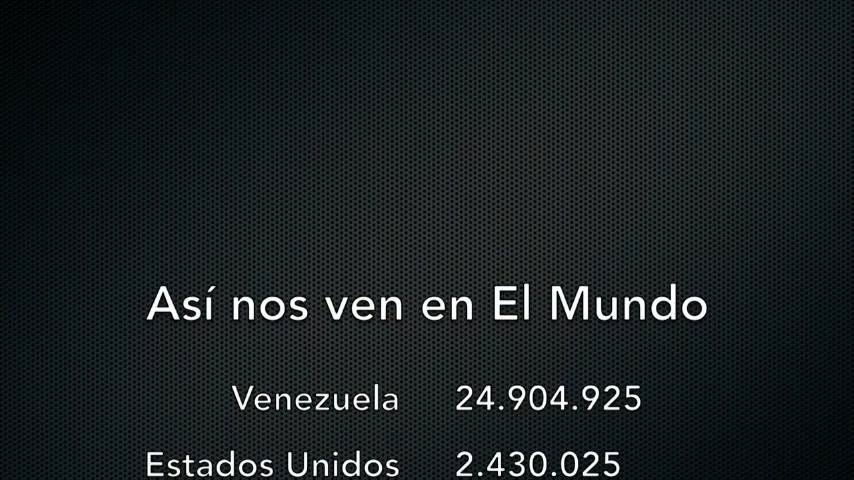 Así nos ven en El Mundo
Venezuela 24.904.925
Estados Unidos 2.430.025